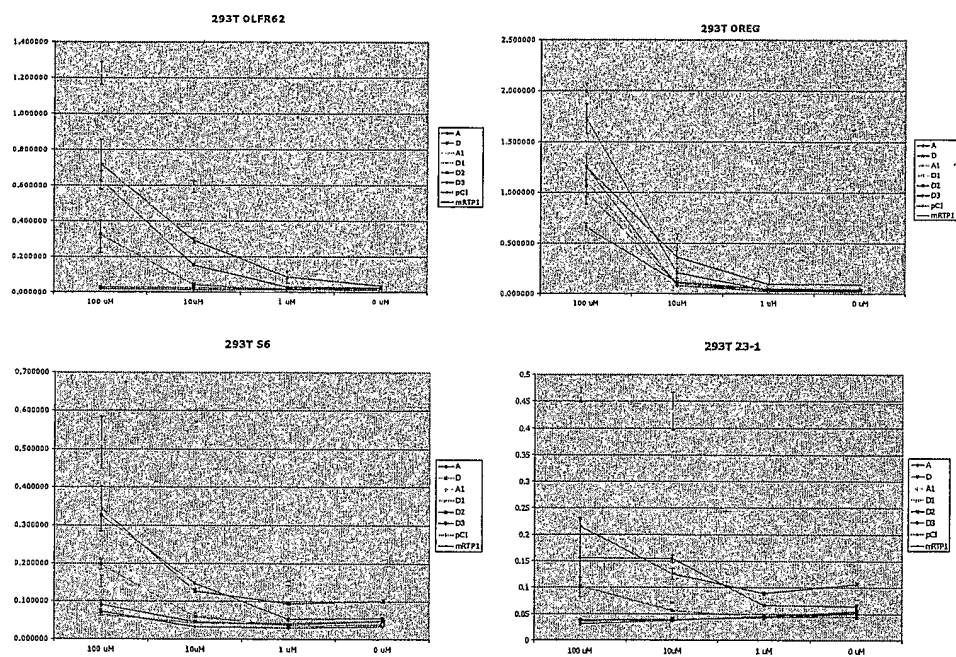 293T OLFR62
1.400000
1.200000
1.000000
0.800000
0.600000
0.400000
0.200000
0.000000
100 uM
10uM
1 uM
0 uM
A
D
A1
D1
D2
D3
pCI
mRTP1
293T OREG
2.500000
2.000000
1.500000
1.000000
0.500000
0.000000
100 uM
10uM
1 uM
0 uM
A
D
A1
D1
D2
D3
pCI
mRTP1
293T S6
0.700000
0.600000
0.500000
0.400000
0.300000
0.200000
0.100000
0.000000
100 uM
10uM
1 uM
0 uM
A
D
A1
D1
D2
D3
pCI
mRTP1
293T 23-1
0.5
0.45
0.4
0.35
0.3
0.25
0.2
0.15
0.1
0.05
0
100 uM
10uM
1 uM
0 uM
A
D
A1
D1
D2
D3
pCI
mRTP1